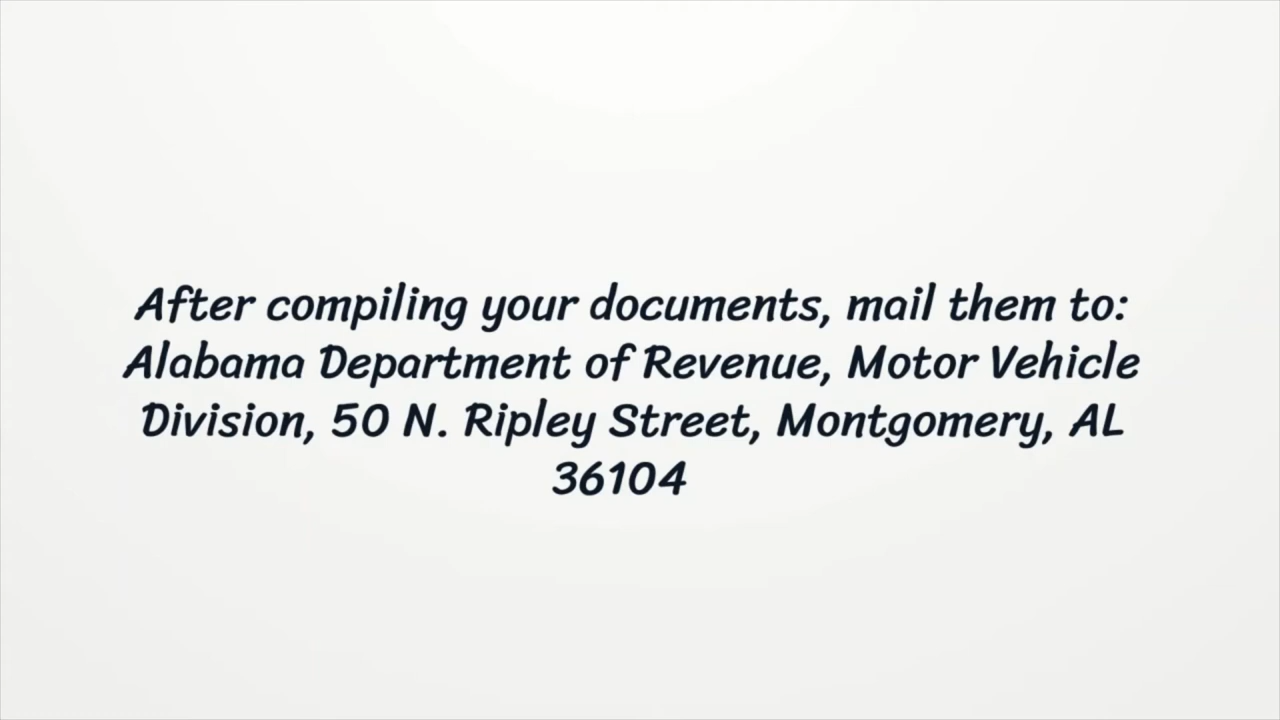 After compiling your documents, mail them to:
Alabama Department of Revenue, Motor Vehicle
Division, 50 N. Ripley Street, Montgomery, AL
36104